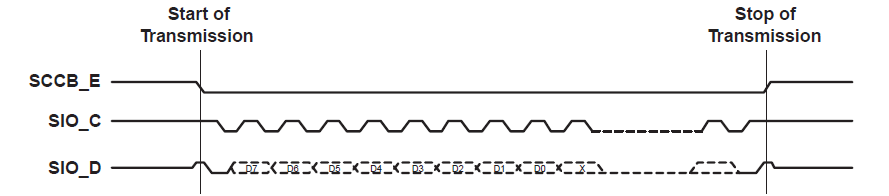 Start of
Transmission
Stop of
Transmission
SCCB_E
SIO_C
SIO_D
D7 D6 D5 D4 D3 D2 D1 D0 X